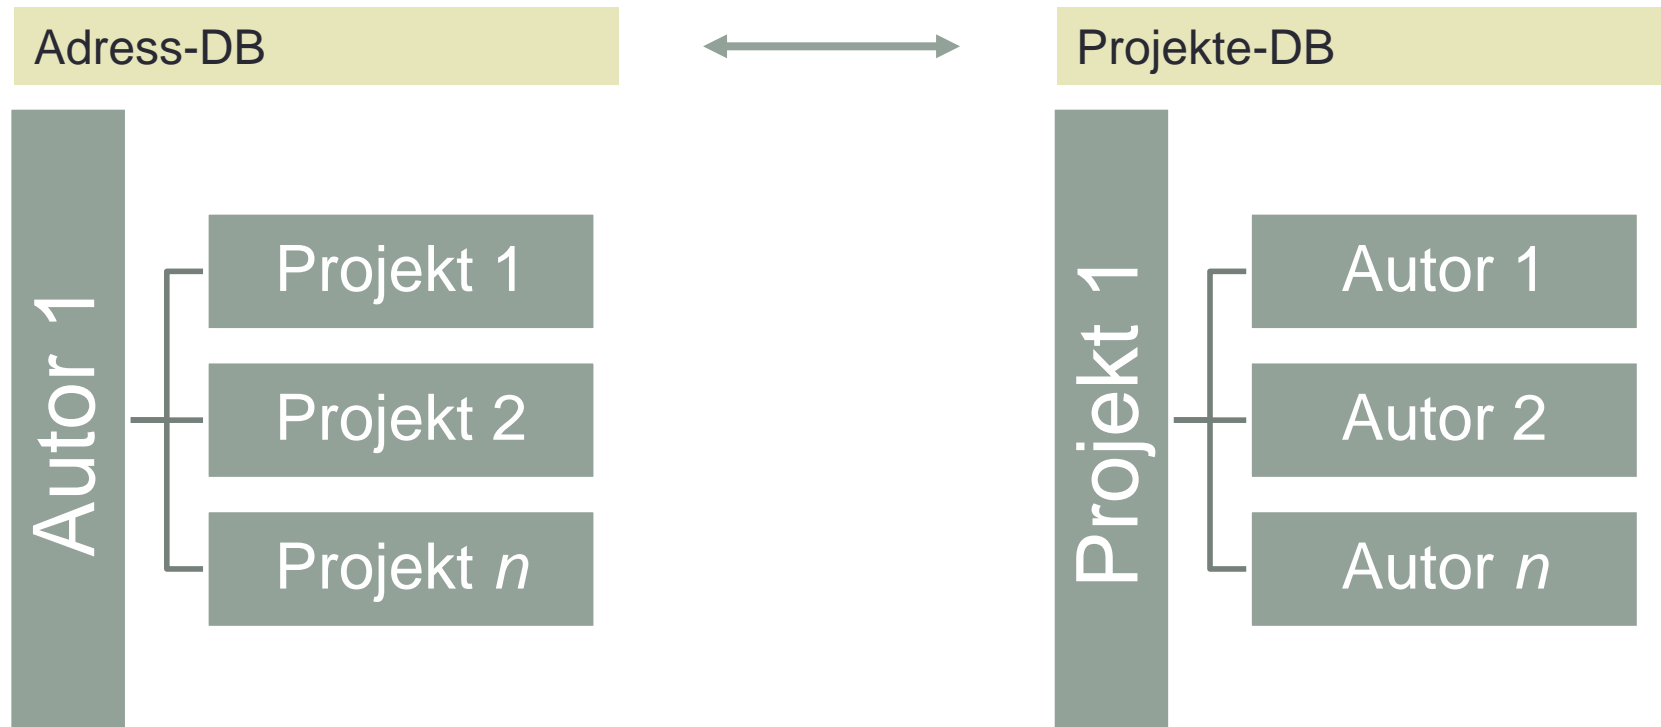 Adress-DB
Projekte-DB
Autor 1
Projekt 1
Projekt 2
Projekt n
Projekt 1
Autor 1
Autor 2
Autor n